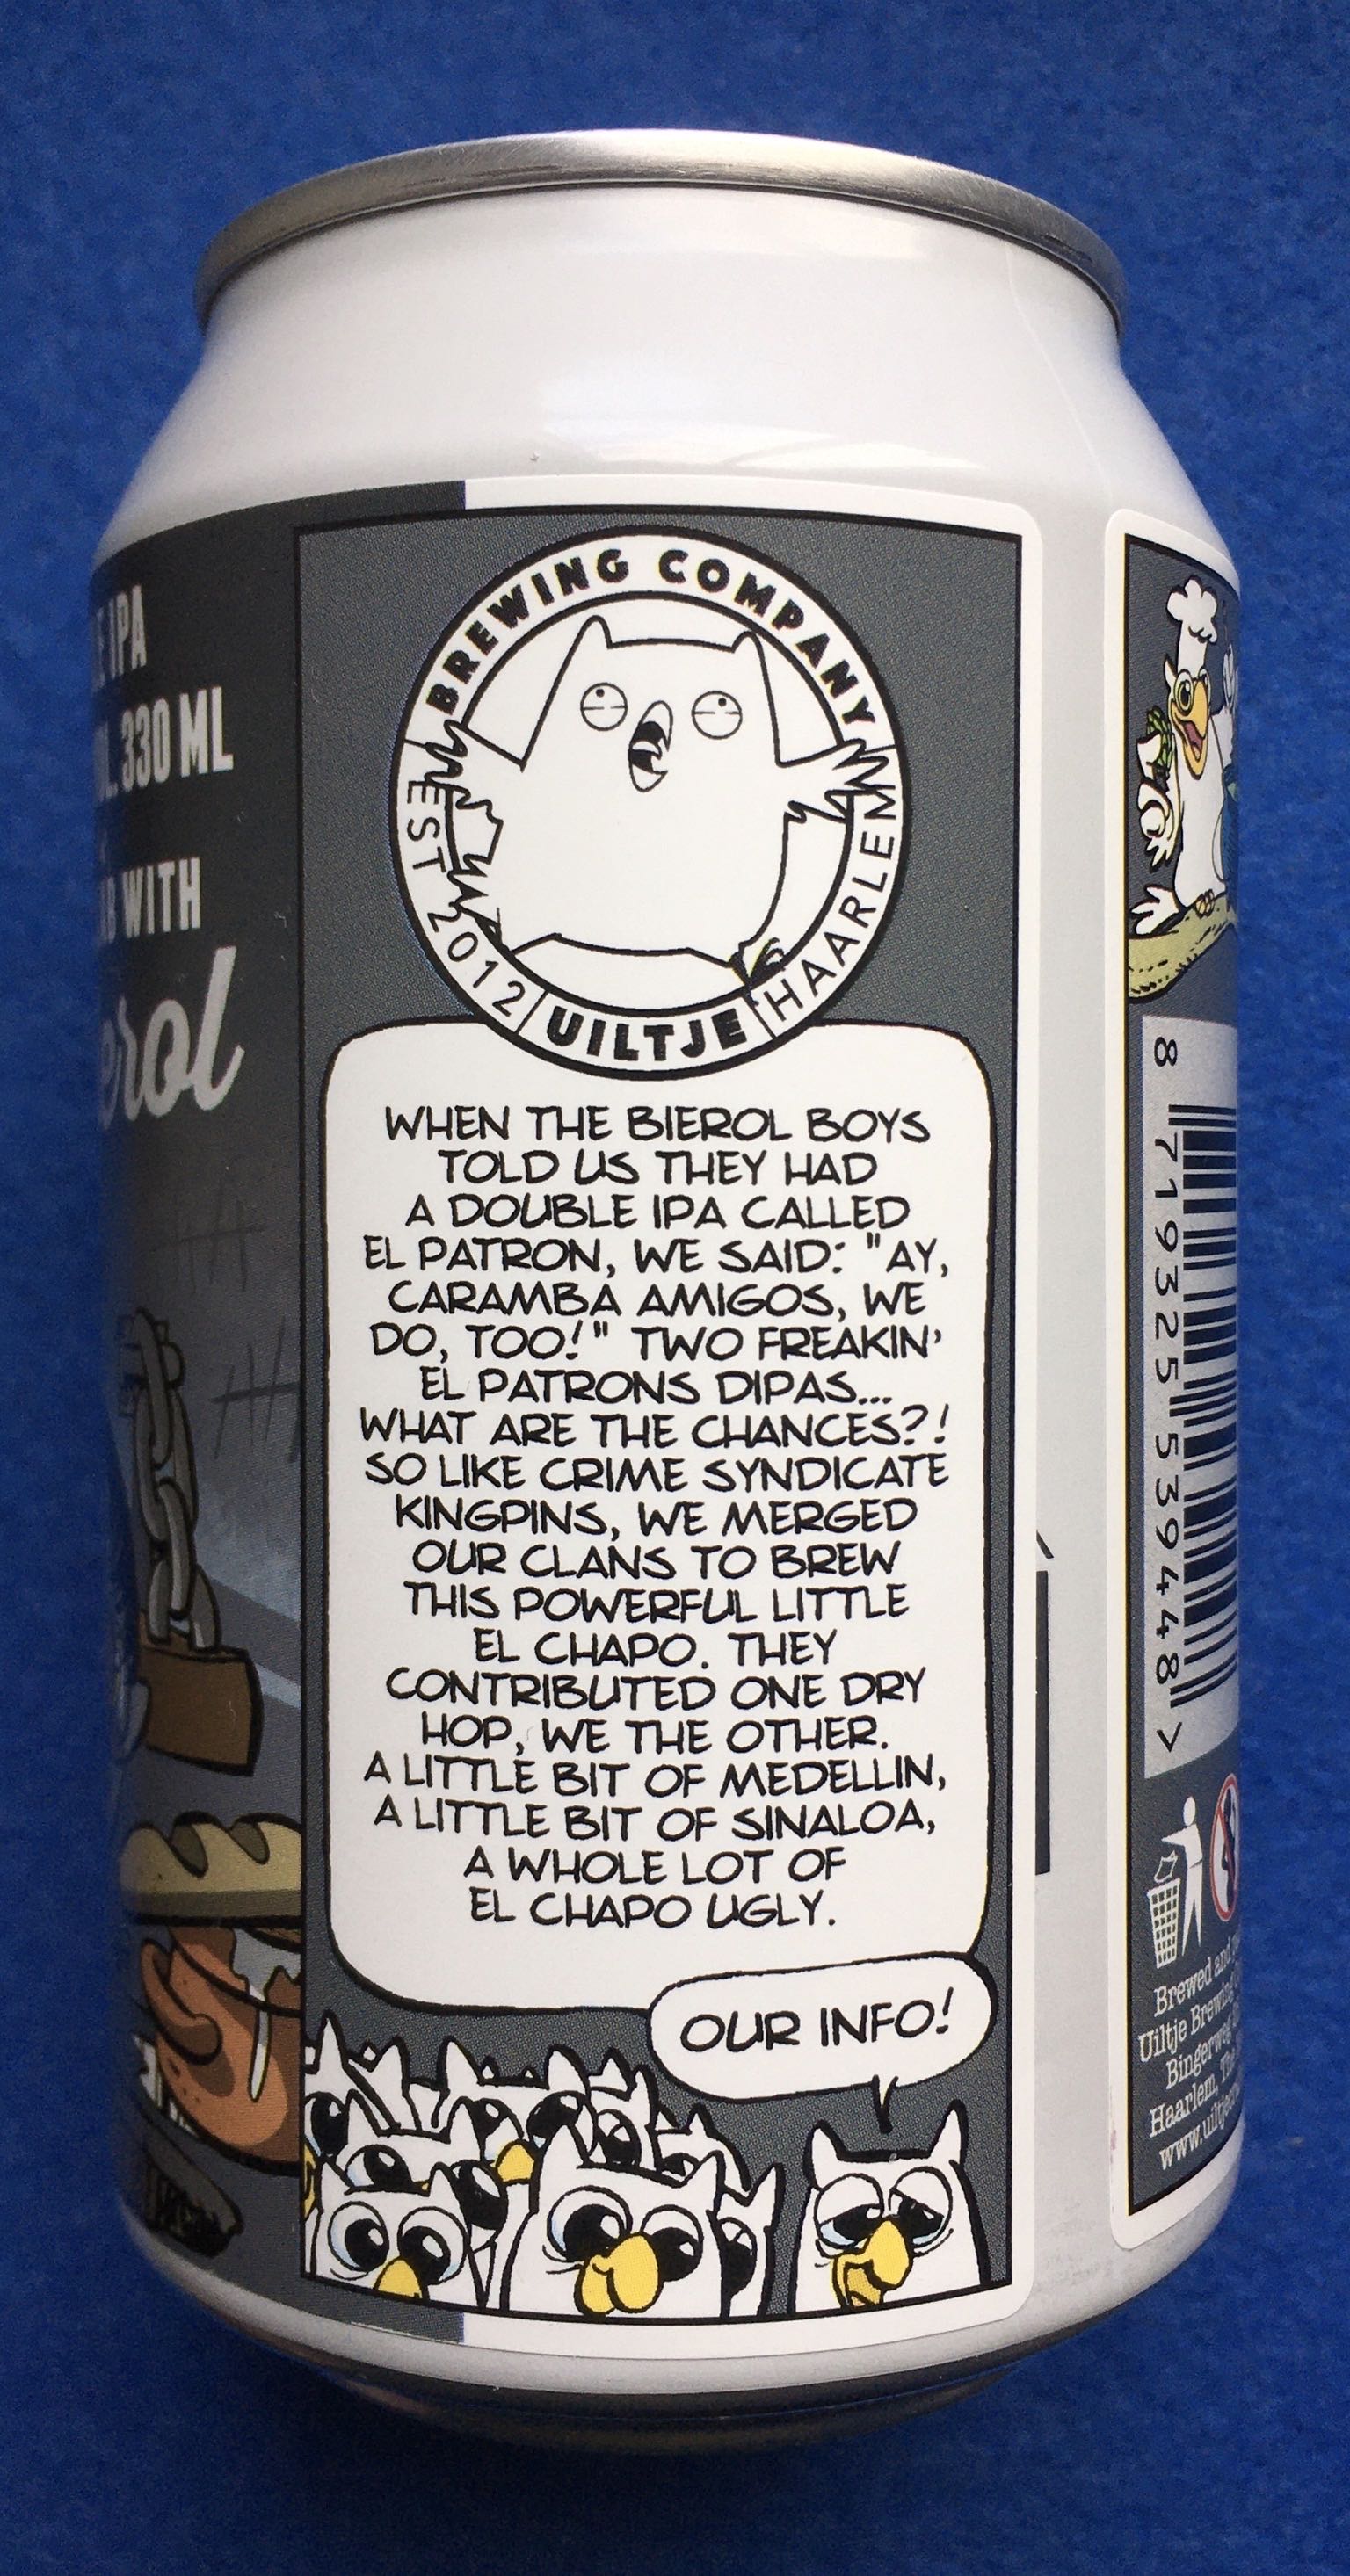 IPA
330 ML
WITH
BREWING COMPANY
EST 2012
UILTJE
HAARLEM
WHEN THE BIEROL BOYS
TOLD US THEY HAD
A DOUBLE IPA CALLED
EL PATRON, WE SAID: "AY,
CARAMBA AMIGOS, WE
DO, TOO!" TWO FREAKIN'
EL PATRONS DIPAS...
WHAT ARE THE CHANCES?!
SO LIKE CRIME SYNDICATE
KINGPINS, WE MERGED
OUR CLANS TO BREW
THIS POWERFUL LITTLE
EL CHAPO. THEY
CONTRIBUTED ONE DRY
HOP, WE THE OTHER.
A LITTLE BIT OF MEDELLIN,
A LITTLE BIT OF SINALOA,
A WHOLE LOT OF
EL CHAPO UGLY.
OUR INFO!
8 719325 539448 >
Brewed and
Uiltje Brewing
Bingerweg
Haarlem, The